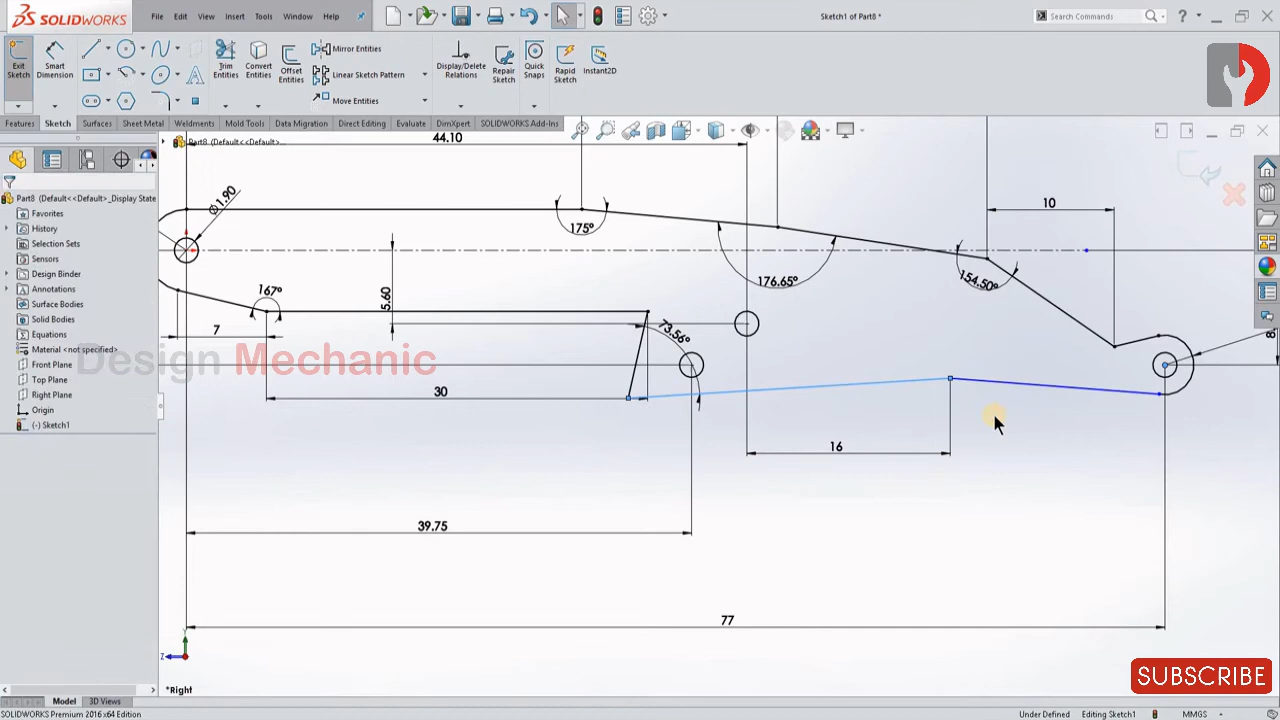 SOLIDWORKS
File Edit View Insert Tools Window Help
Sketch1 of Part8 *
Search Commands
Exit Sketch
Smart Dimension
Trim Entities
Convert Entities
Offset Entities
Mirror Entities
Linear Sketch Pattern
Move Entities
Display/Delete Relations
Repair Sketch
Quick Snaps
Rapid Sketch
Instant2D
Features Sketch Surfaces Sheet Metal Weldments Mold Tools Data Migration Direct Editing Evaluate DimXpert SOLIDWORKS Add-Ins
Part8 (Default<<Default>...
44.10
Part8 (Default<<Default>_Display State
Favorites
History
Selection Sets
Sensors
Design Binder
Annotations
Surface Bodies
Solid Bodies
Equations
Material <not specified>
Front Plane
Top Plane
Right Plane
Origin
(-) Sketch1
Ø1.90
175°
10
176.65°
154.50°
167°
5.60
7
73.56°
8
Design Mechanic
30
16
39.75
77
Y
Z
*Right
SUBSCRIBE
Model 3D Views
SOLIDWORKS Premium 2016 x64 Edition
Under Defined
Editing Sketch1
MMGS